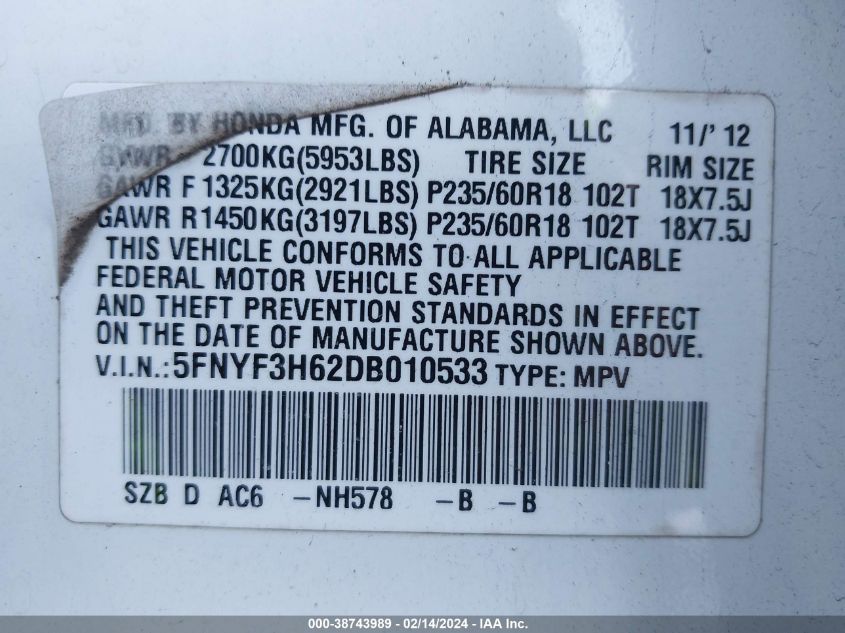 MFD. BY HONDA MFG. OF ALABAMA, LLC 11/'12
GVWR 2700KG(5953LBS) TIRE SIZE RIM SIZE
GAWR F 1325KG(2921LBS) P235/60R18 102T 18X7.5J
GAWR R 1450KG(3197LBS) P235/60R18 102T 18X7.5J
THIS VEHICLE CONFORMS TO ALL APPLICABLE
FEDERAL MOTOR VEHICLE SAFETY
AND THEFT PREVENTION STANDARDS IN EFFECT
ON THE DATE OF MANUFACTURE SHOWN ABOVE.
V.I.N.:5FNYF3H62DB010533 TYPE: MPV
SZB D AC6 -NH578 -B -B
000-38743989 - 02/14/2024 - IAA Inc.